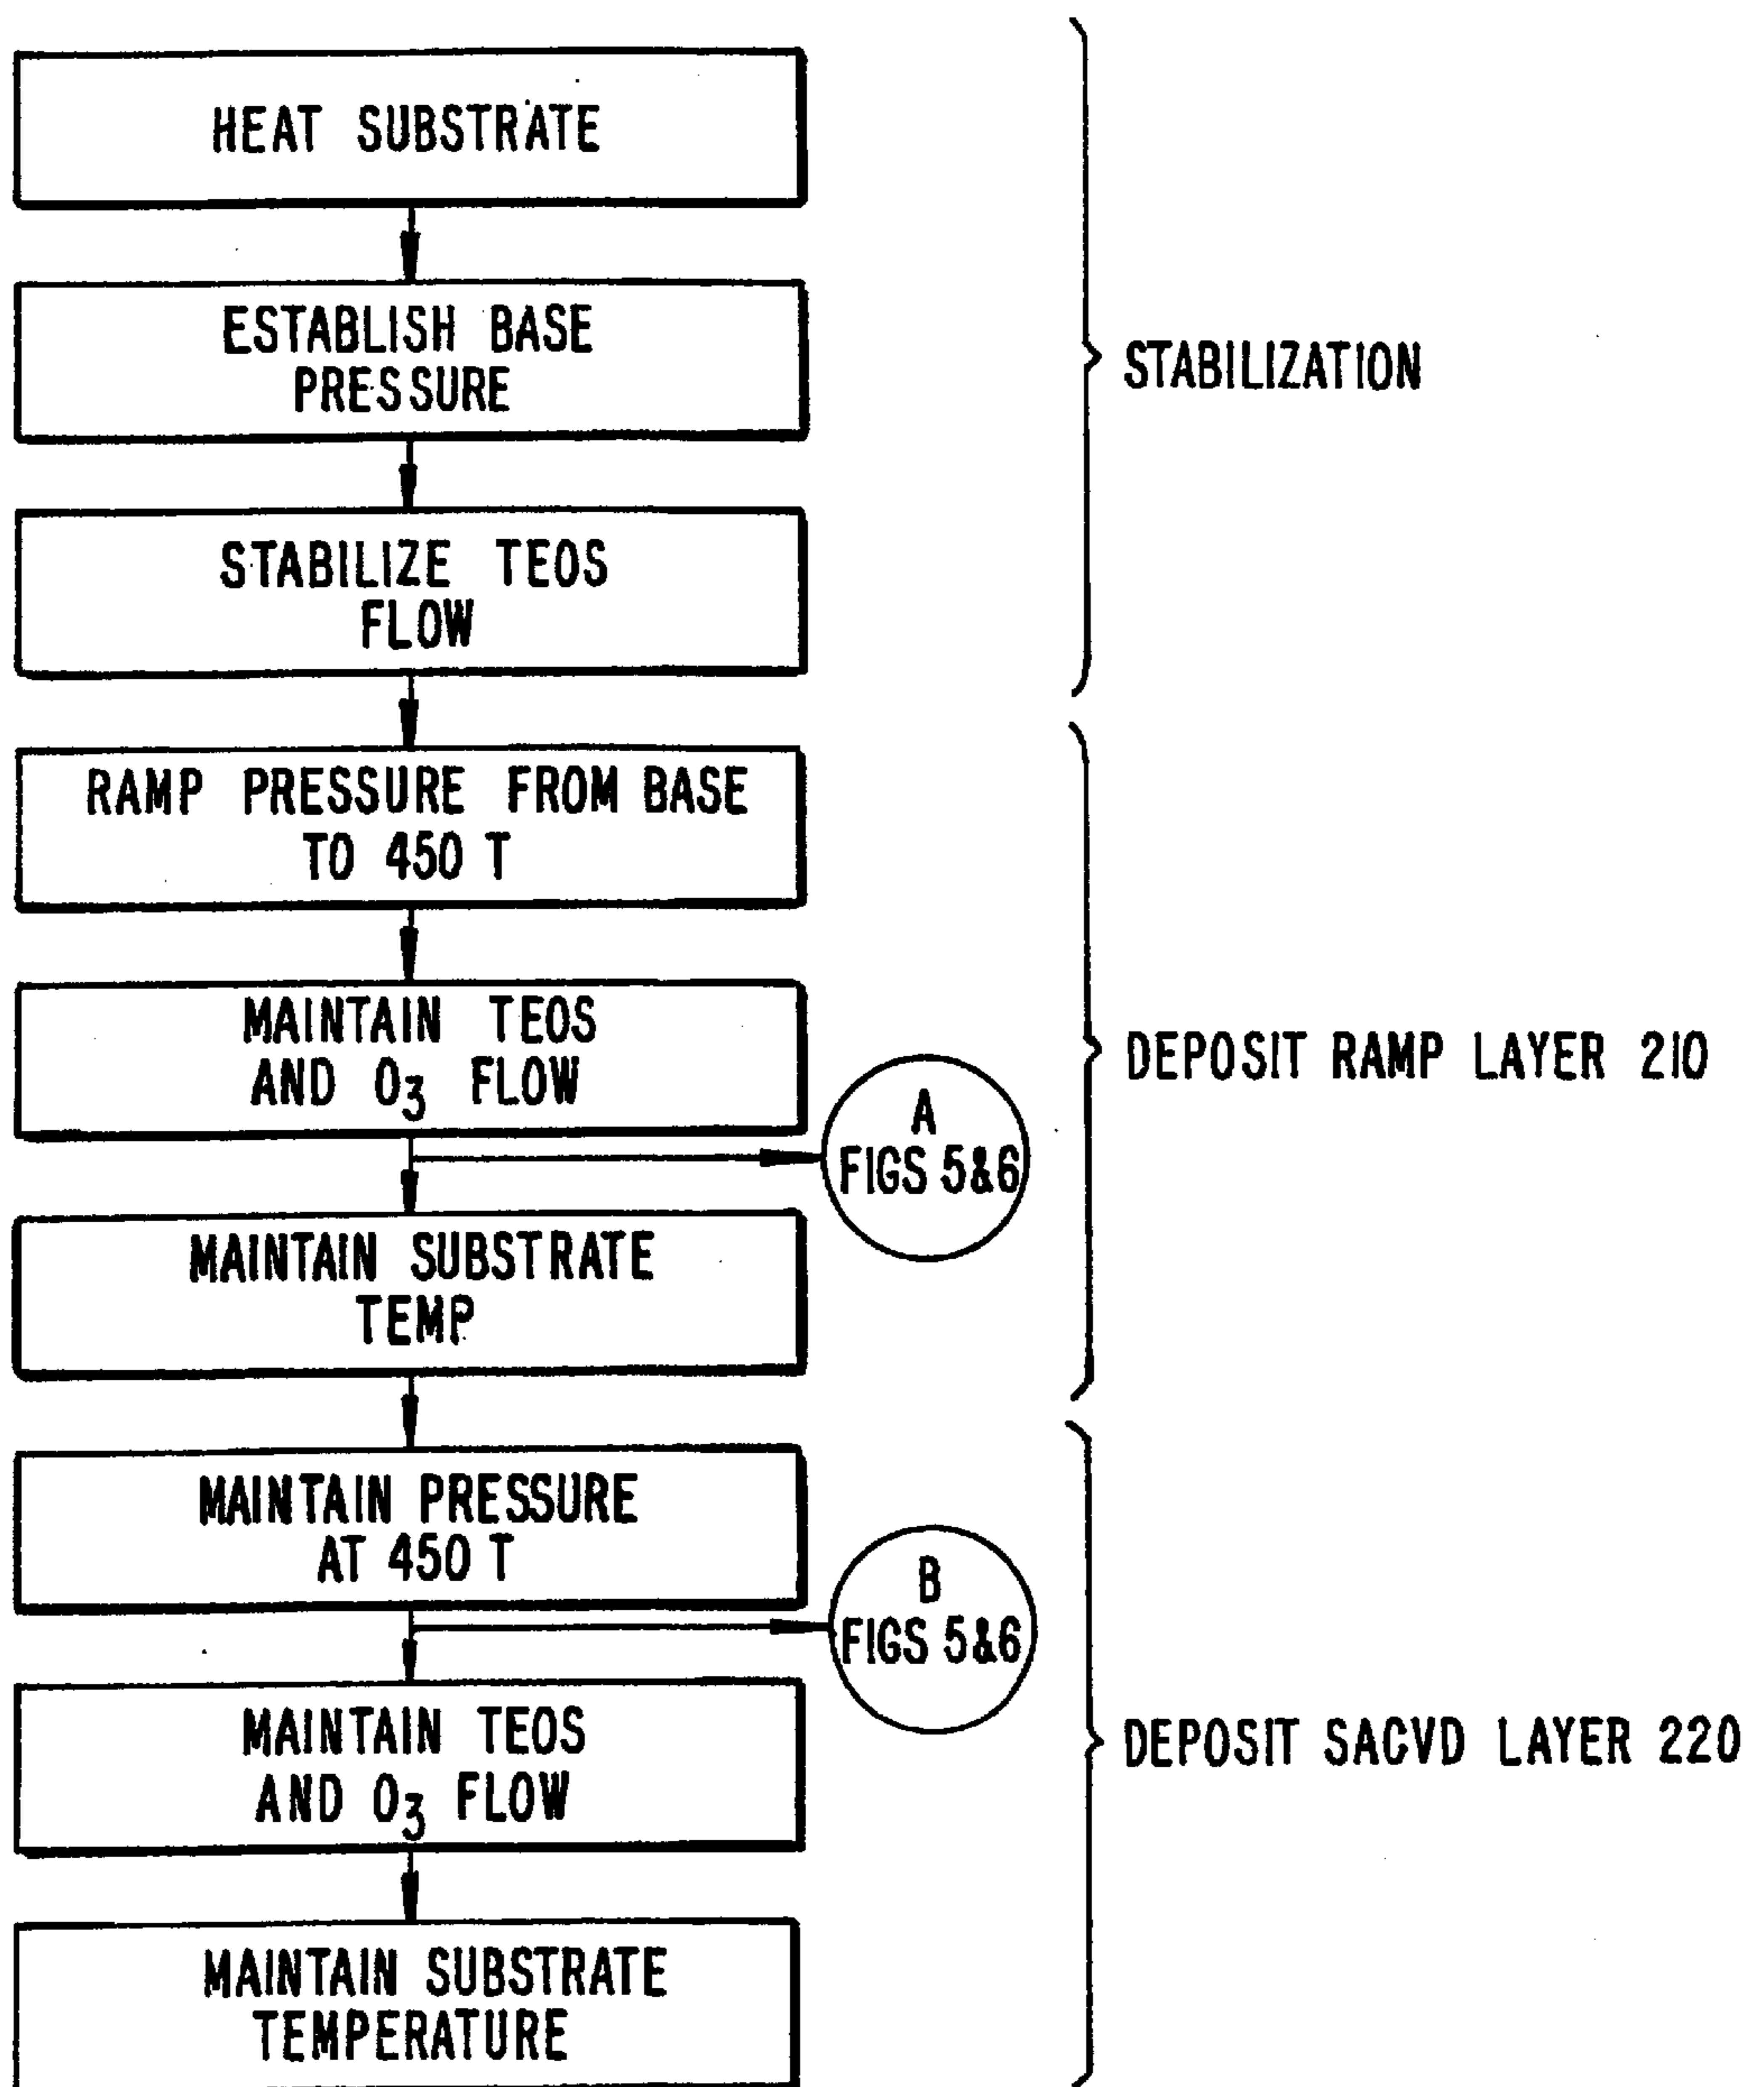 HEAT SUBSTRATE
ESTABLISH BASE
PRESSURE
STABILIZATION
STABILIZE TEOS
FLOW
RAMP PRESSURE FROM BASE
TO 450 T
MAINTAIN TEOS
AND O3 FLOW
DEPOSIT RAMP LAYER 210
A
FIGS 5&6
MAINTAIN SUBSTRATE
TEMP
MAINTAIN PRESSURE
AT 450 T
B
FIGS 5&6
MAINTAIN TEOS
AND O3 FLOW
DEPOSIT SACVD LAYER 220
MAINTAIN SUBSTRATE
TEMPERATURE